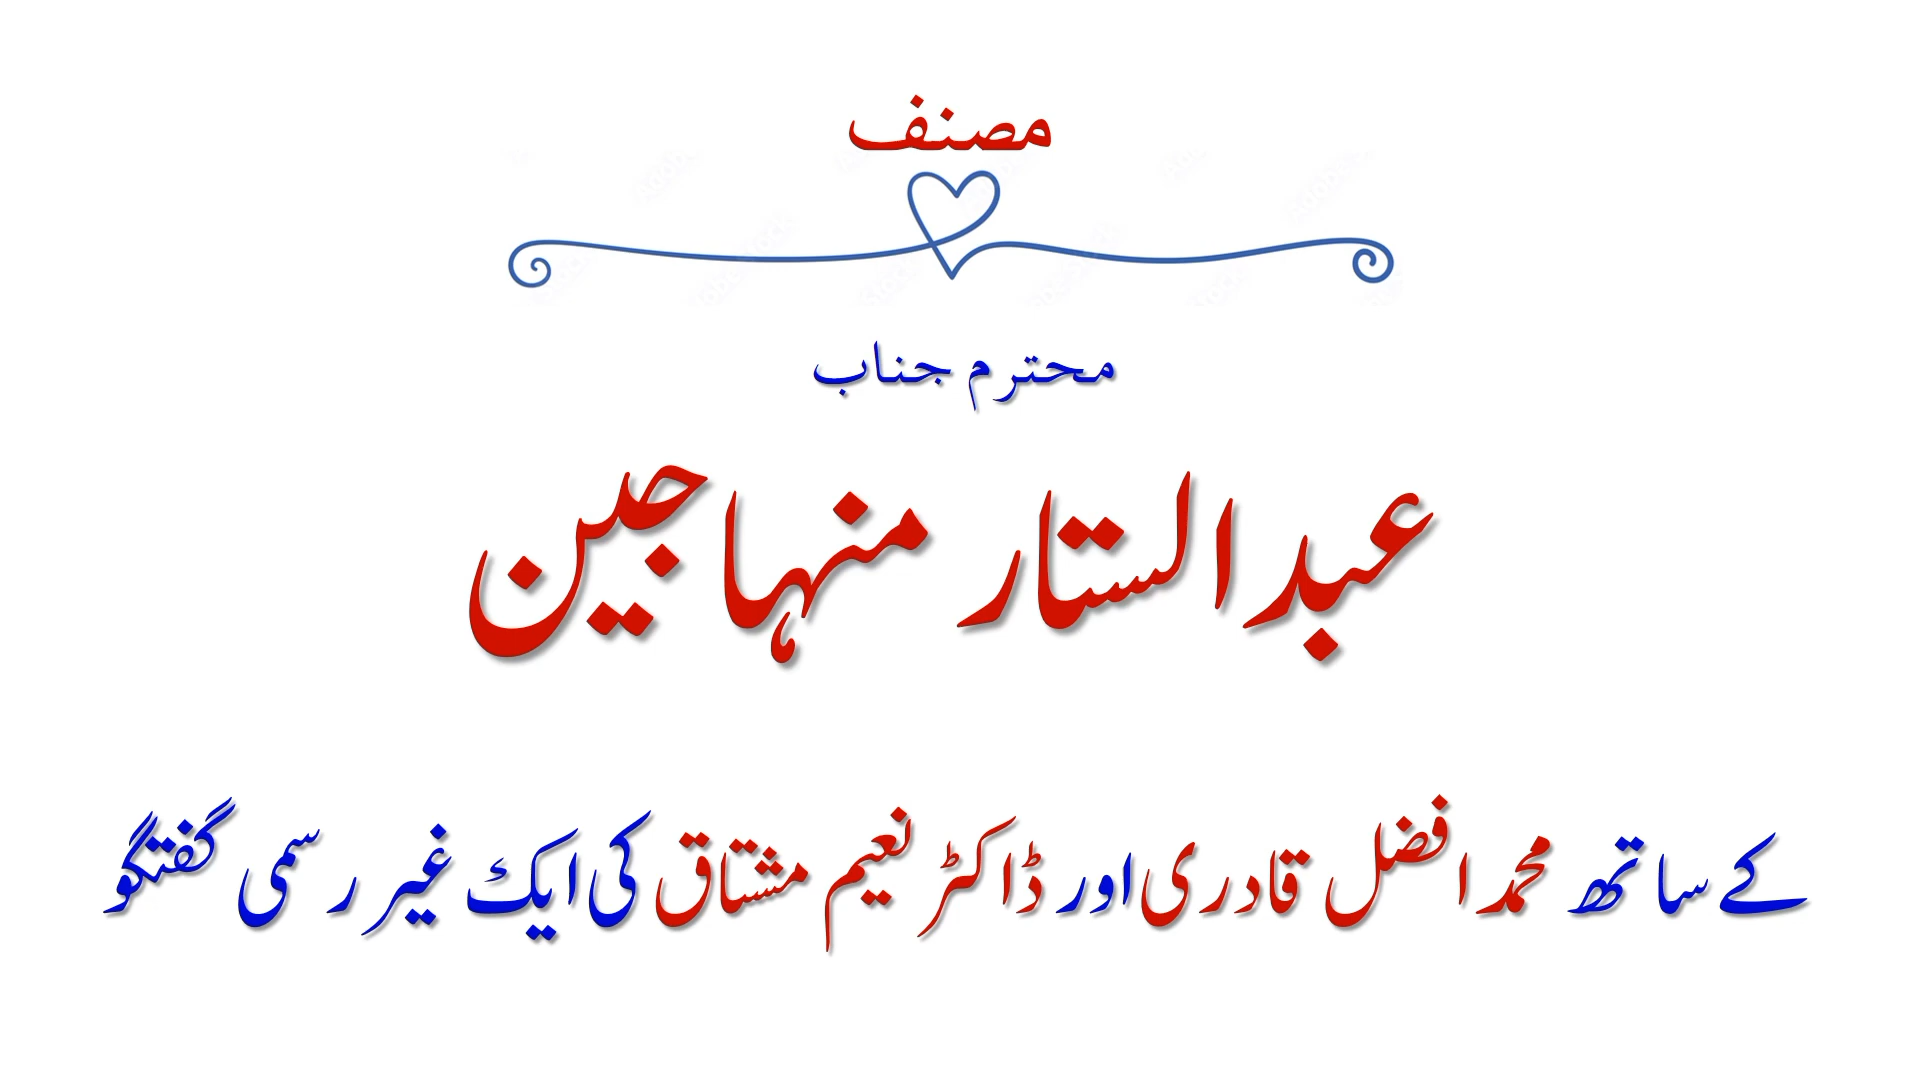 مصنف
محترم جناب
عبدالستار منہاجین
کے ساتھ محمد افضل قادری اور ڈاکٹر نعیم مشتاق کی ایک غیر رسمی گفتگو